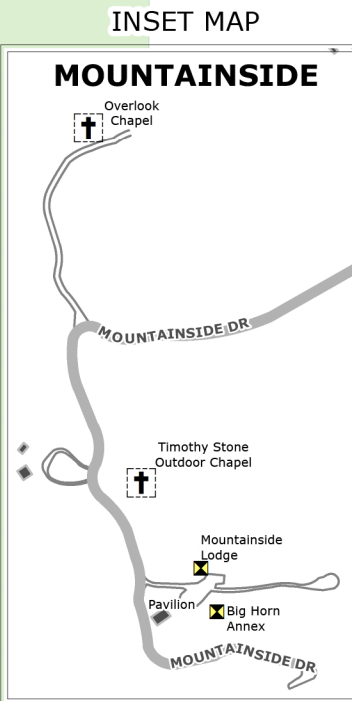 INSET MAP
MOUNTAINSIDE
Overlook
Chapel
MOUNTAINSIDE DR
Timothy Stone
Outdoor Chapel
Mountainside
Lodge
Pavilion
Big Horn
Annex
MOUNTAINSIDE DR